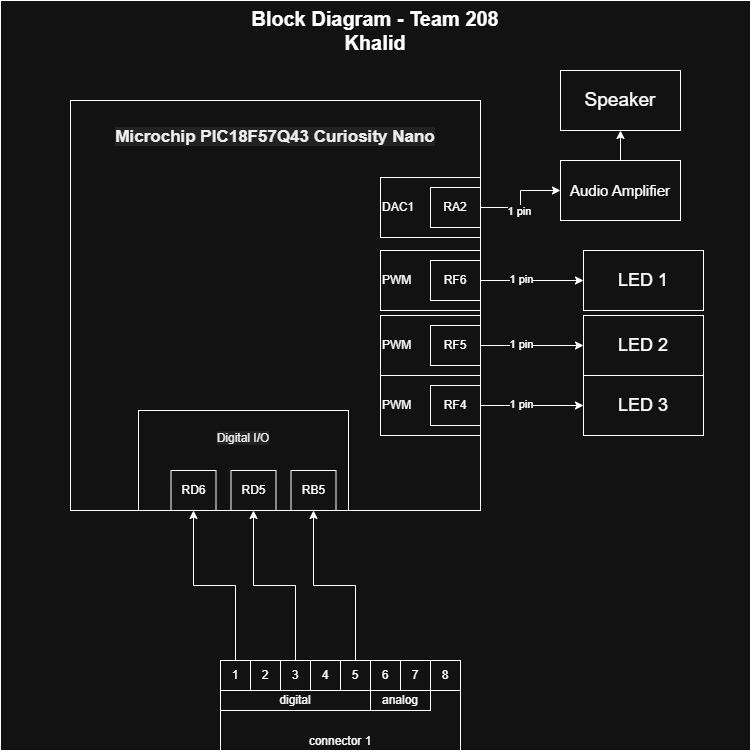 Block Diagram - Team 208
Khalid
Speaker
Microchip PIC18F57Q43 Curiosity Nano
Audio Amplifier
DAC1 RA2
1 pin
PWM RF6 1 pin LED 1
PWM RF5 1 pin LED 2
PWM RF4 1 pin LED 3
Digital I/O
RD6 RD5 RB5
1 2 3 4 5 6 7 8
digital analog
connector 1